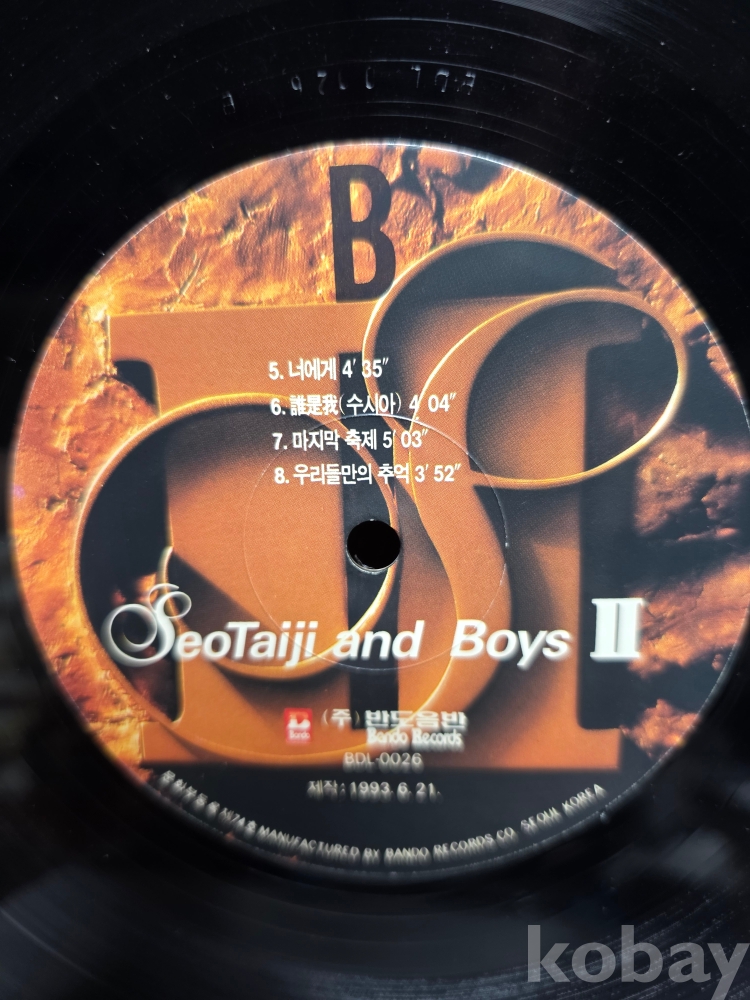 B
5. 너에게 4' 35"
6. 誰是我(수시아) 4' 04"
7. 마지막 축제 5' 03"
8. 우리들만의 추억 3' 52"
SeoTaiji and Boys II
(주) 반도음반
Bando Bando Records
BDL-0026
제작: 1993. 6. 21.
MANUFACTURED BY BANDO RECORDS CO. SEOUL KOREA
kobay